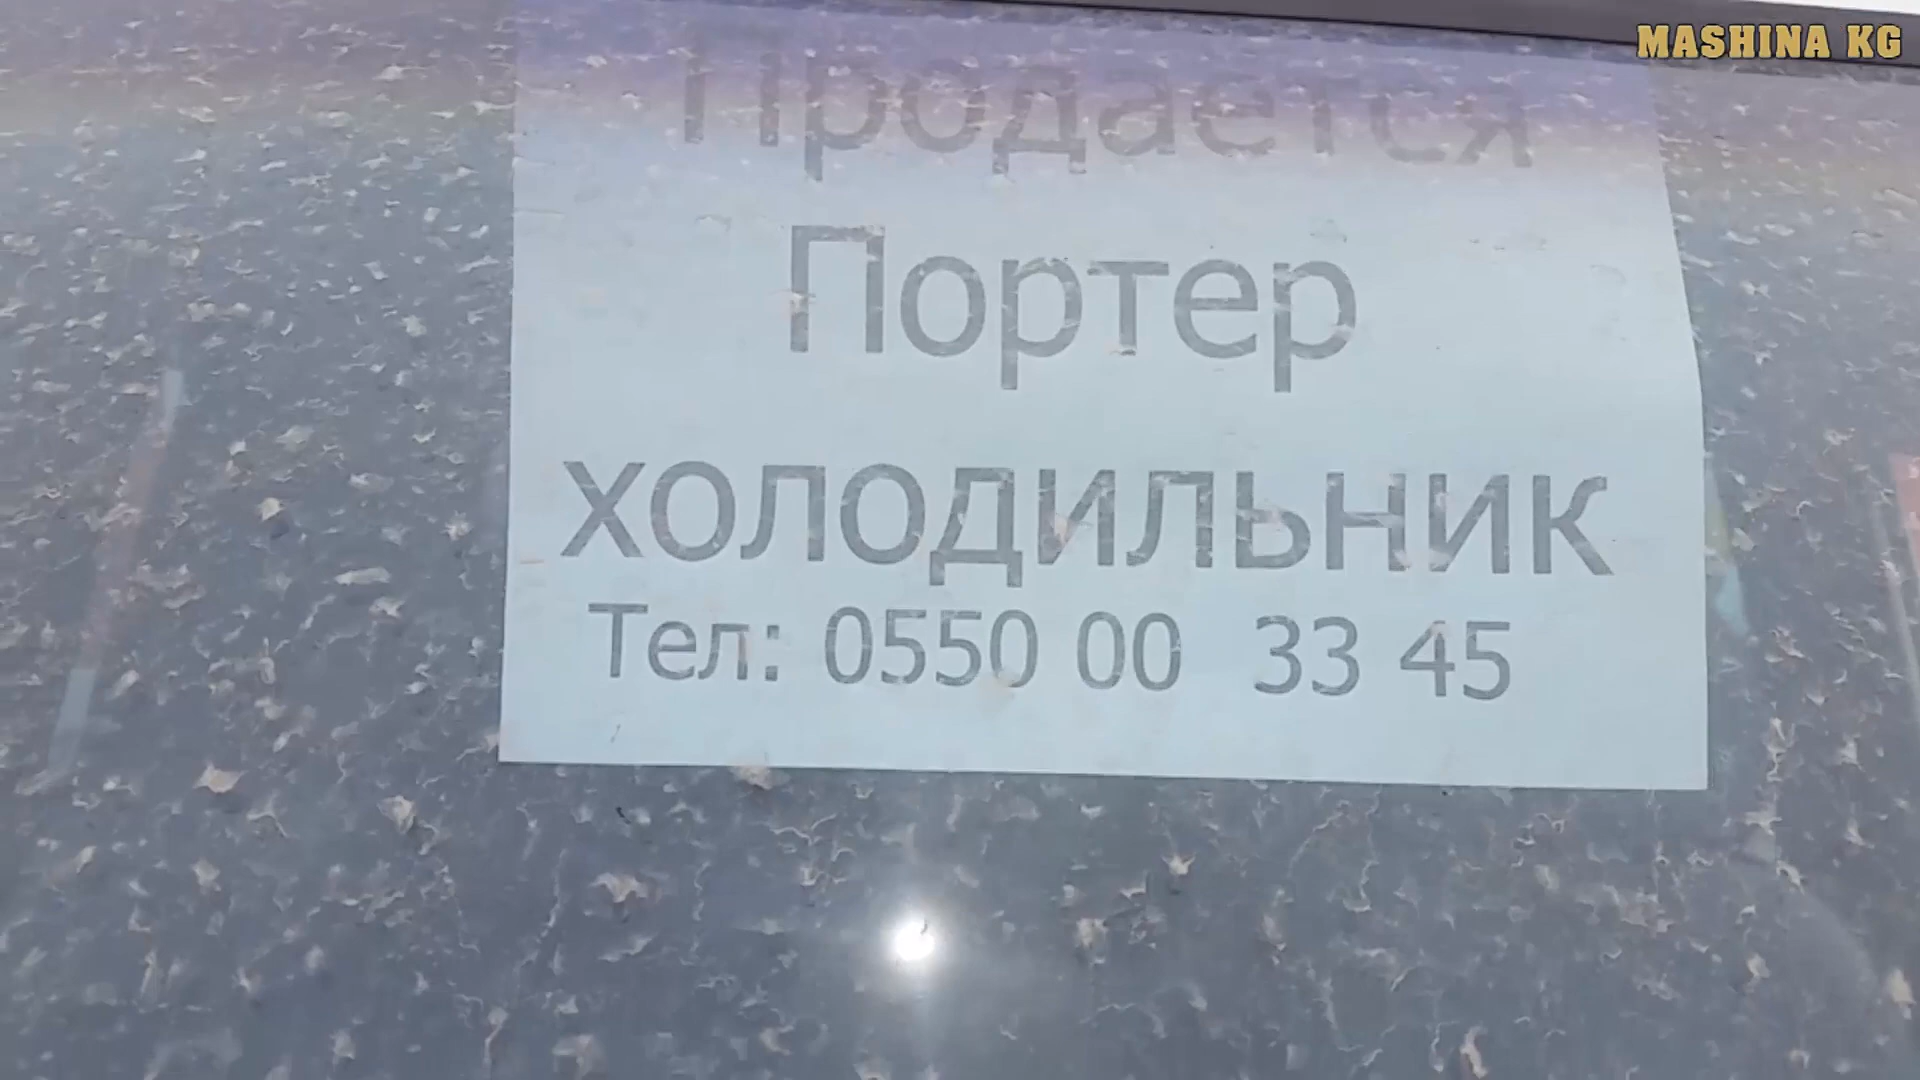 MASHINA KG
Продается
Портер
холодильник
Тел: 0550 00 33 45